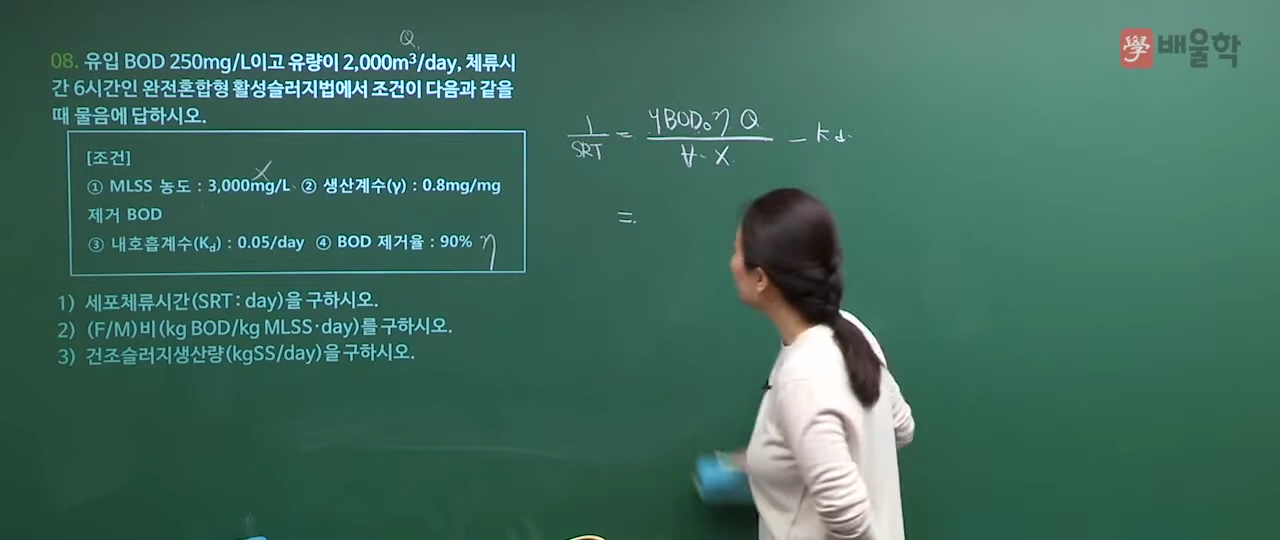 學 배울학
Q
08. 유입 BOD 250mg/L이고 유량이 2,000m³/day, 체류시
간 6시간인 완전혼합형 활성슬러지법에서 조건이 다음과 같을
때 물음에 답하시오.
[조건]
X
① MLSS 농도 : 3,000mg/L ② 생산계수(γ) : 0.8mg/mg
제거 BOD
③ 내호흡계수(Kd) : 0.05/day ④ BOD 제거율 : 90% η
1) 세포체류시간(SRT : day)을 구하시오.
2) (F/M)비(kg BOD/kg MLSS·day)를 구하시오.
3) 건조슬러지생산량(kgSS/day)을 구하시오.
1/SRT = γBOD₀·η·Q / V·X − kd
=